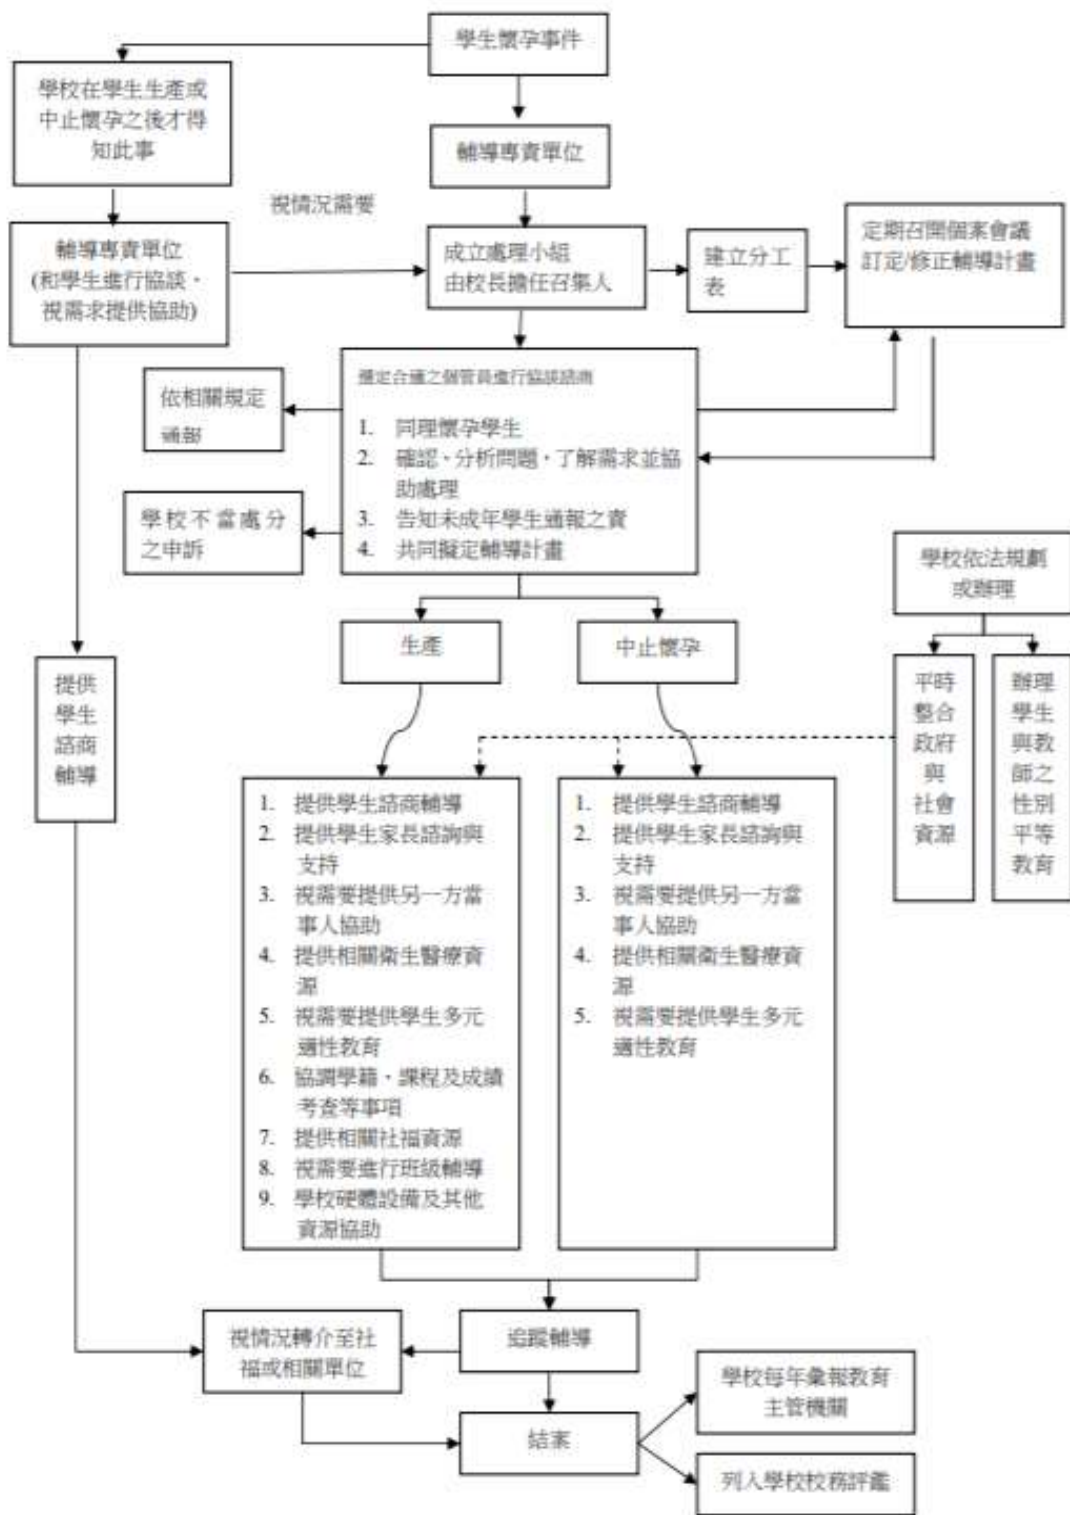 學生懷孕事件
學校在學生生產或
中止懷孕之後才得
知此事
輔導專責單位
視情況需要
輔導專責單位
(和學生進行協談、
視需求提供協助)
成立處理小組
由校長擔任召集人
建立分工
表
定期召開個案會議
訂定/修正輔導計畫
選定合適之個管員進行協談諮商
1. 同理懷孕學生
2. 確認、分析問題，了解需求並協
助處理
3. 告知未成年學生通報之責
4. 共同擬定輔導計畫
依相關規定
通報
學校不當處分
之申訴
學校依法規劃
或辦理
生產
中止懷孕
提供
學生
諮商
輔導
平時
整合
政府
與
社會
資源
辦理
學生
與教
師之
性別
平等
教育
1. 提供學生諮商輔導
2. 提供學生家長諮詢與
支持
3. 視需要提供另一方當
事人協助
4. 提供相關衛生醫療資
源
5. 視需要提供學生多元
適性教育
6. 協調學籍、課程及成績
考查等事項
7. 提供相關社福資源
8. 視需要進行班級輔導
9. 學校硬體設備及其他
資源協助
1. 提供學生諮商輔導
2. 提供學生家長諮詢與
支持
3. 視需要提供另一方當
事人協助
4. 提供相關衛生醫療資
源
5. 視需要提供學生多元
適性教育
視情況轉介至社
福或相關單位
追蹤輔導
結案
學校每年彙報教育
主管機關
列入學校校務評鑑